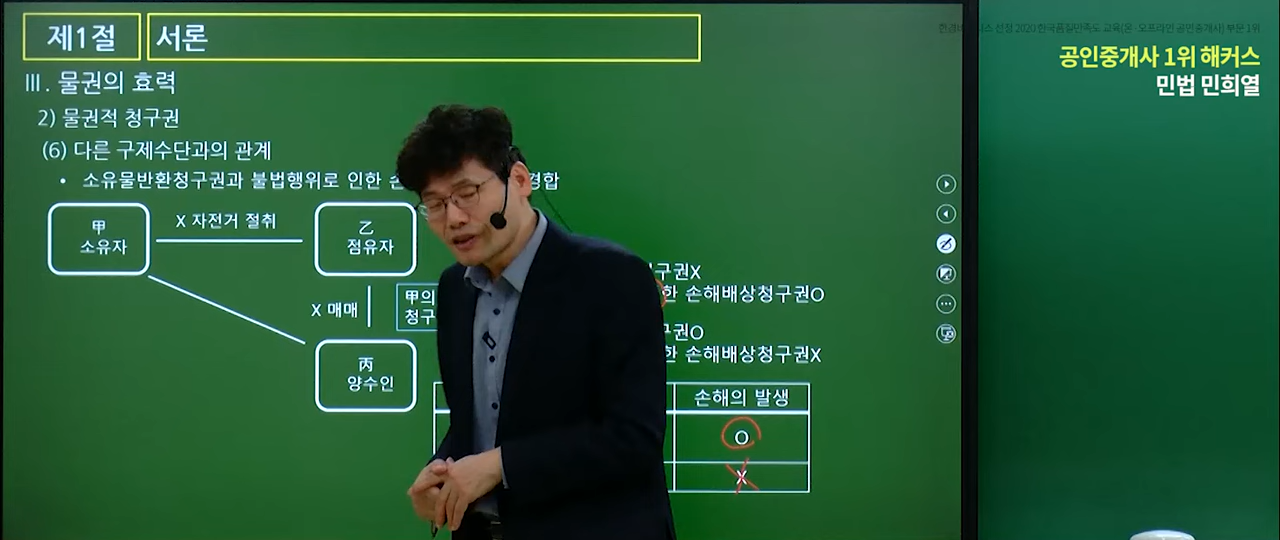 제1절 서론
공인중개사 1위 해커스
민법 민희열
Ⅲ. 물권의 효력
2) 물권적 청구권
(6) 다른 구제수단과의 관계
• 소유물반환청구권과 불법행위로 인한 경합
甲
소유자
X 자전거 절취
乙
점유자
구권X
한 손해배상청구권O
X 매매
甲의
청구
구권O
한 손해배상청구권X
丙
양수인
손해의 발생
O
X